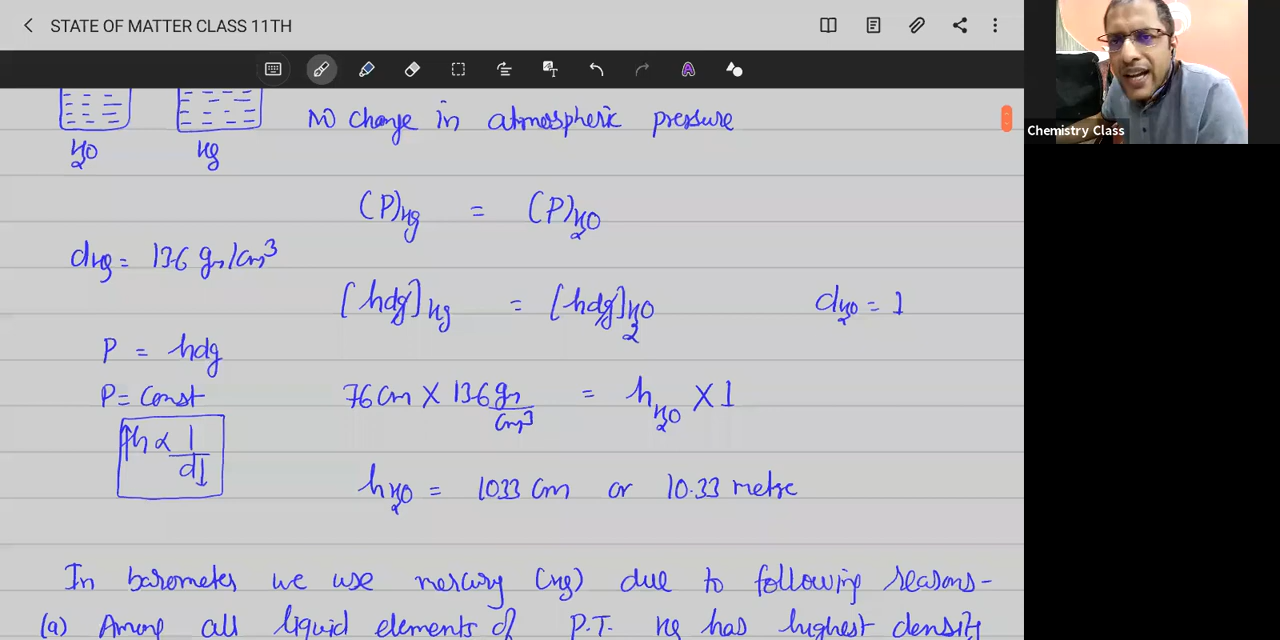 STATE OF MATTER CLASS 11TH
Chemistry Class
No change in atmospheric pressure
H2O Hg
(P)Hg = (P)H2O
dHg = 13.6 gm/cm³
[hdg]Hg = [hdg]H2O dH2O = 1
P = hdg
P = Const 76 cm X 13.6 gm/cm³ = hH2O X 1
↑h ∝ 1/d↓
hH2O = 1033 cm or 10.33 metre
In barometer we use mercury (Hg) due to following reasons-
(a) Among all liquid elements of P.T. Hg has highest density